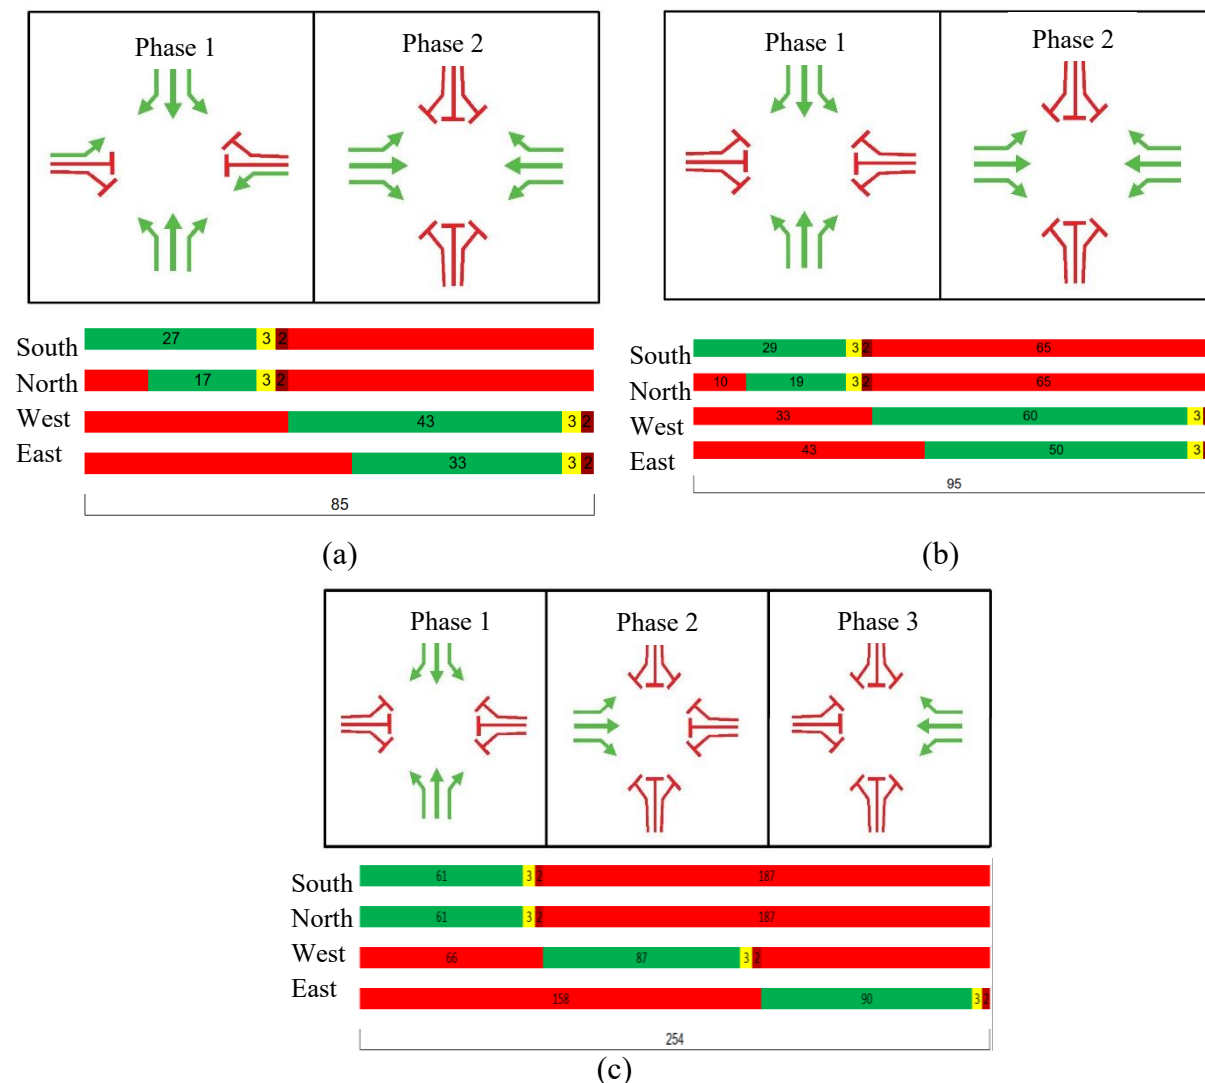 Phase 1
Phase 2
South 27 3 2
North 17 3 2
West 43 3 2
East 33 3 2
85
(a)
Phase 1
Phase 2
South 29 3 2 65
North 10 19 3 2 65
West 33 60 3
East 43 50 3
95
(b)
Phase 1
Phase 2
Phase 3
South 61 3 2 187
North 61 3 2 187
West 66 87 3 2
East 158 90 3 2
254
(c)